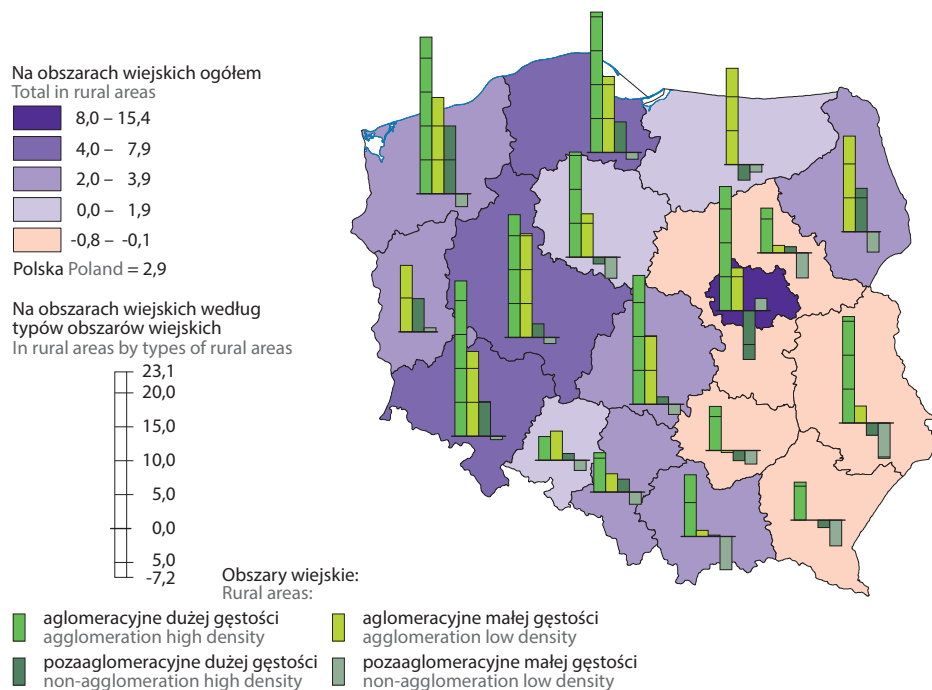 Na obszarach wiejskich ogółem
Total in rural areas
8,0 – 15,4
4,0 – 7,9
2,0 – 3,9
0,0 – 1,9
-0,8 – -0,1
Polska Poland = 2,9
Na obszarach wiejskich według
typów obszarów wiejskich
In rural areas by types of rural areas
23,1
20,0
15,0
10,0
5,0
0,0
5,0
-7,2
Obszary wiejskie:
Rural areas:
aglomeracyjne dużej gęstości
agglomeration high density
aglomeracyjne małej gęstości
agglomeration low density
pozaaglomeracyjne dużej gęstości
non-agglomeration high density
pozaaglomeracyjne małej gęstości
non-agglomeration low density